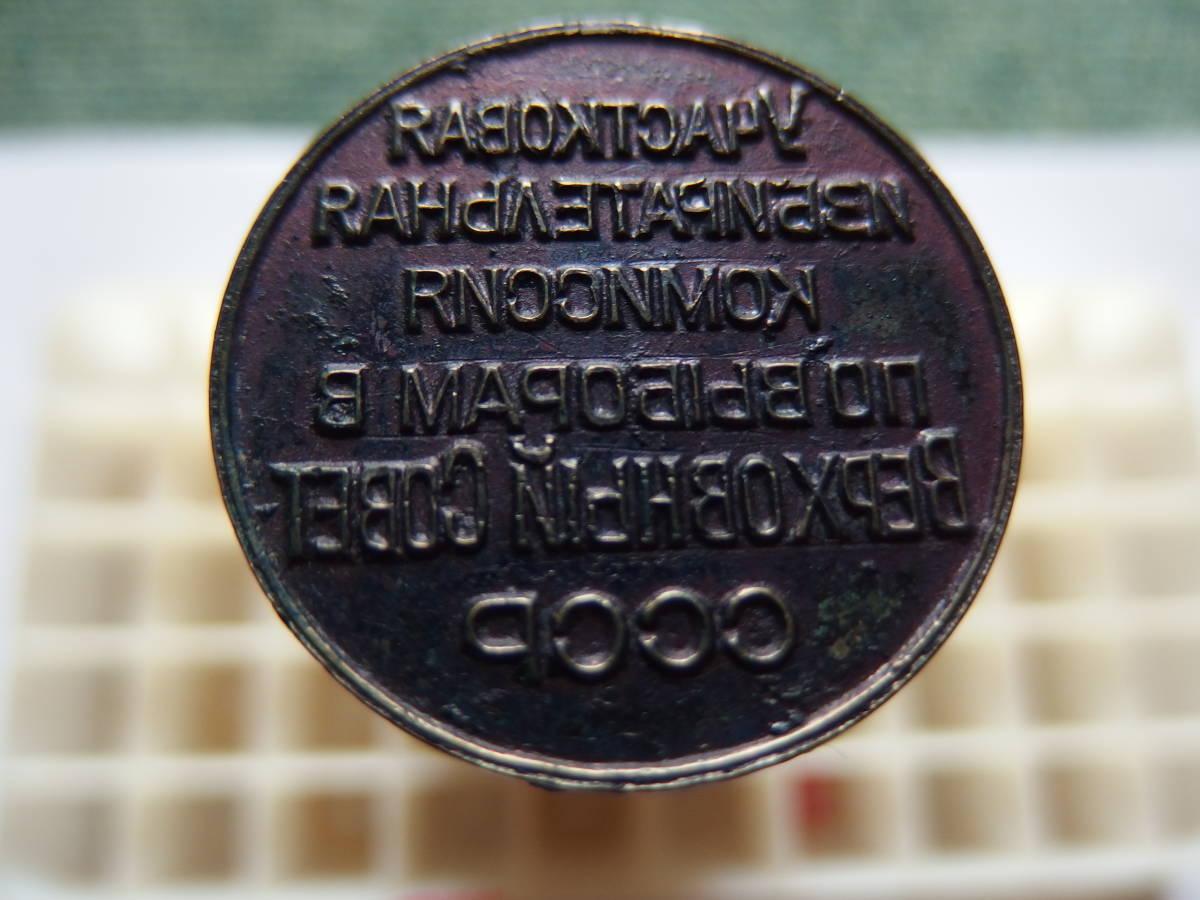 УЧАСТКОВАЯ
ИЗБИРАТЕЛЬНАЯ
КОМИССИЯ
ПО ВЫБОРАМ В
ВЕРХОВНЫЙ СОВЕТ
СССР